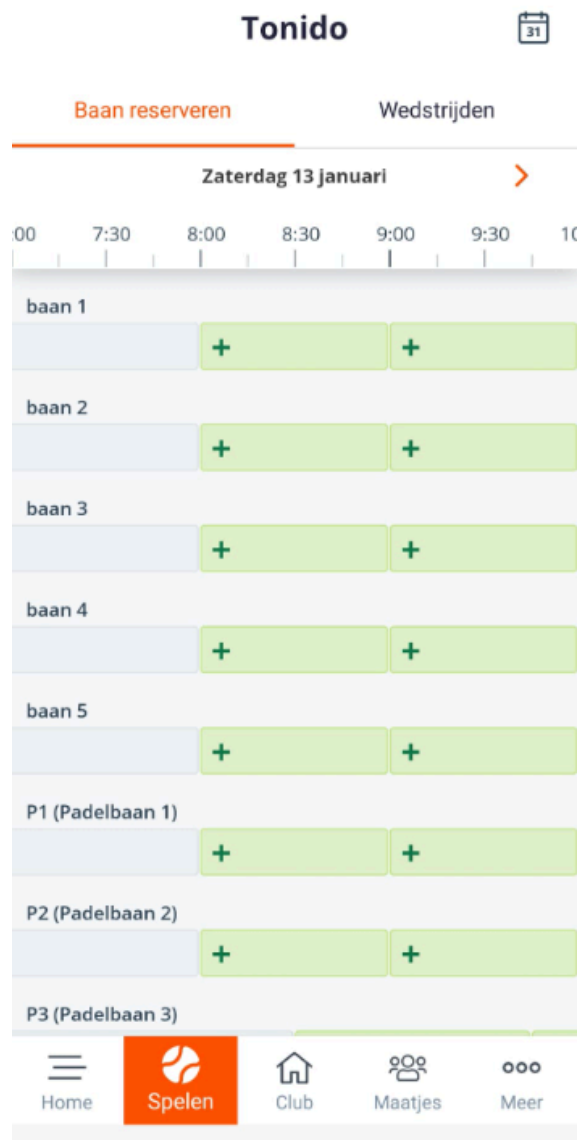 Tonido
31
Baan reserveren Wedstrijden
Zaterdag 13 januari
:00 7:30 8:00 8:30 9:00 9:30 10
baan 1
+ +
baan 2
+ +
baan 3
+ +
baan 4
+ +
baan 5
+ +
P1 (Padelbaan 1)
+ +
P2 (Padelbaan 2)
+ +
P3 (Padelbaan 3)
Home Spelen Club Maatjes Meer